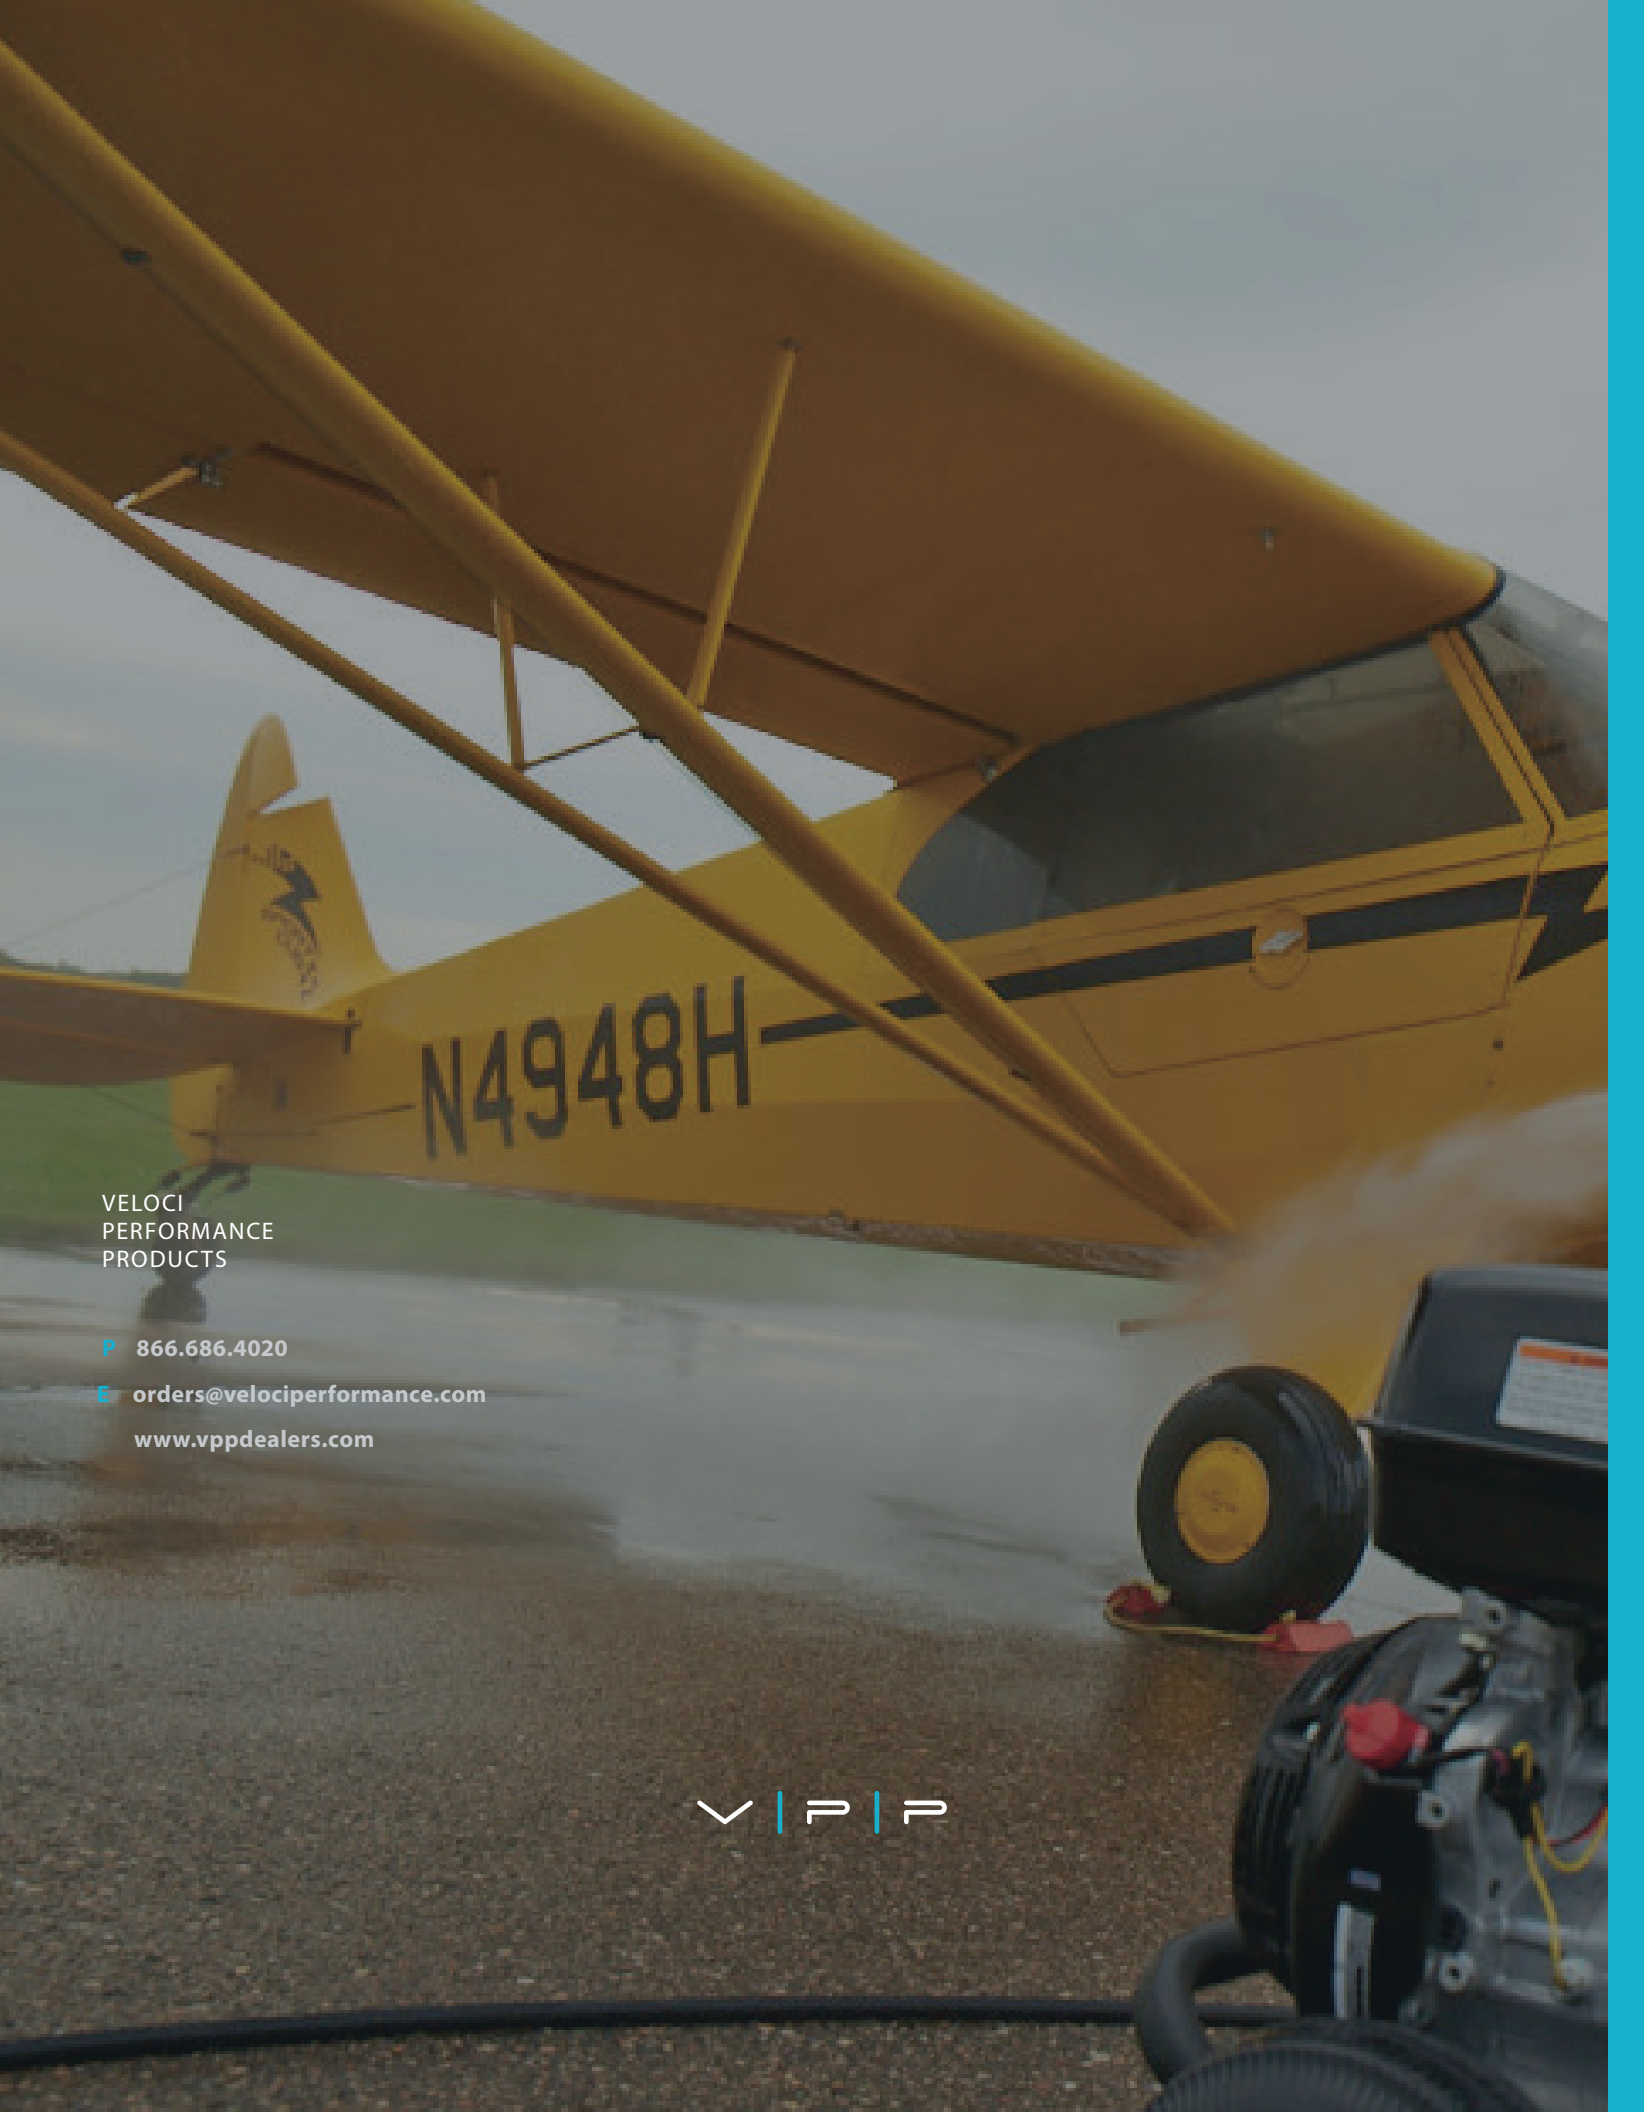 N4948H
VELOCI
PERFORMANCE
PRODUCTS
P 866.686.4020
E orders@velociperformance.com
www.vppdealers.com
V|P|P